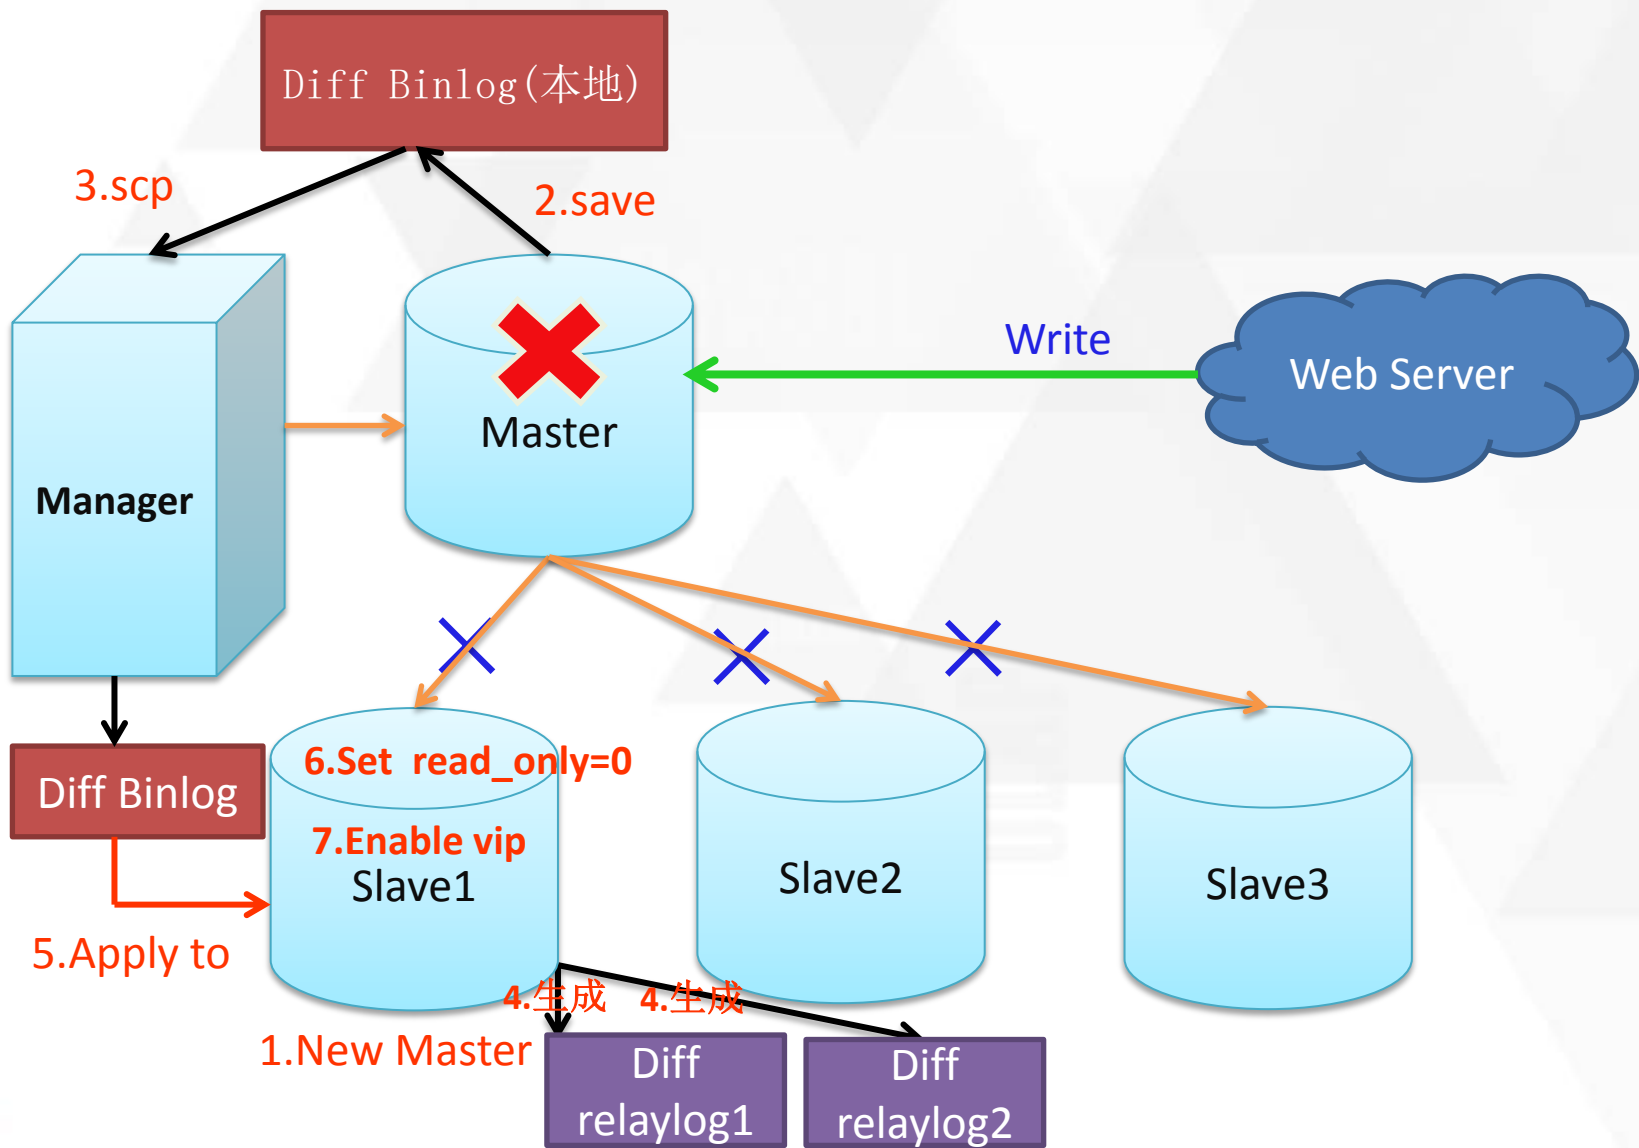 Diff Binlog(本地)
3.scp
2.save
Write
Web Server
Master
Manager
6.Set read_only=0
Diff Binlog
7.Enable vip
Slave1
Slave2
Slave3
5.Apply to
4.生成
4.生成
1.New Master
Diff
relaylog1
Diff
relaylog2